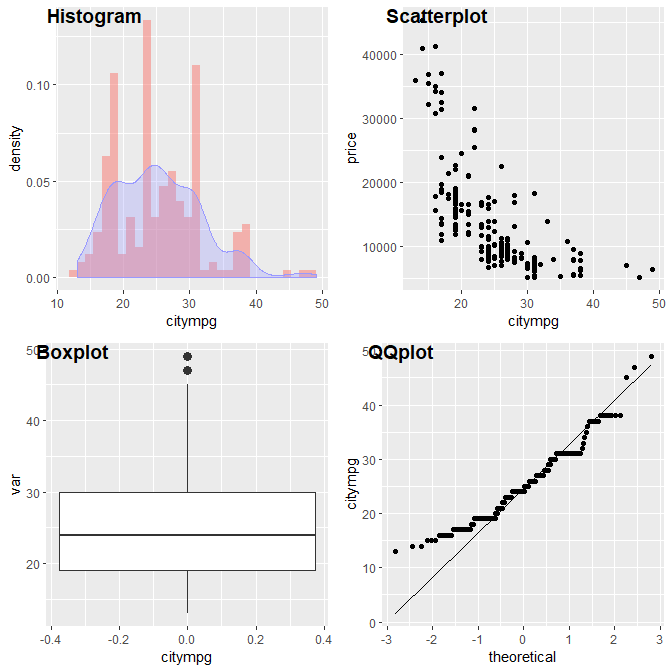 Histogram
density
0.10
0.05
0.00
10 20 30 40 50
citympg
Scatterplot
price
40000
30000
20000
10000
20 30 40 50
citympg
Boxplot
var
50
40
30
20
-0.4 -0.2 0.0 0.2 0.4
citympg
QQplot
citympg
50
40
30
20
10
0
-3 -2 -1 0 1 2 3
theoretical